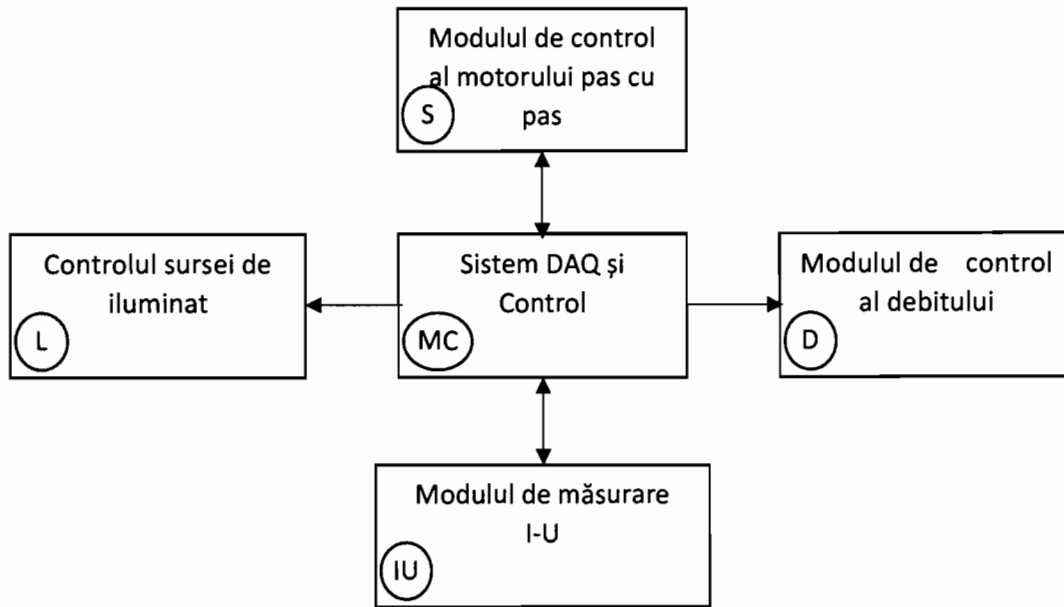 Modulul de control
al motorului pas cu
pas
S
Controlul sursei de
iluminat
L
Sistem DAQ și
Control
MC
Modulul de control
al debitului
D
Modulul de măsurare
I-U
IU